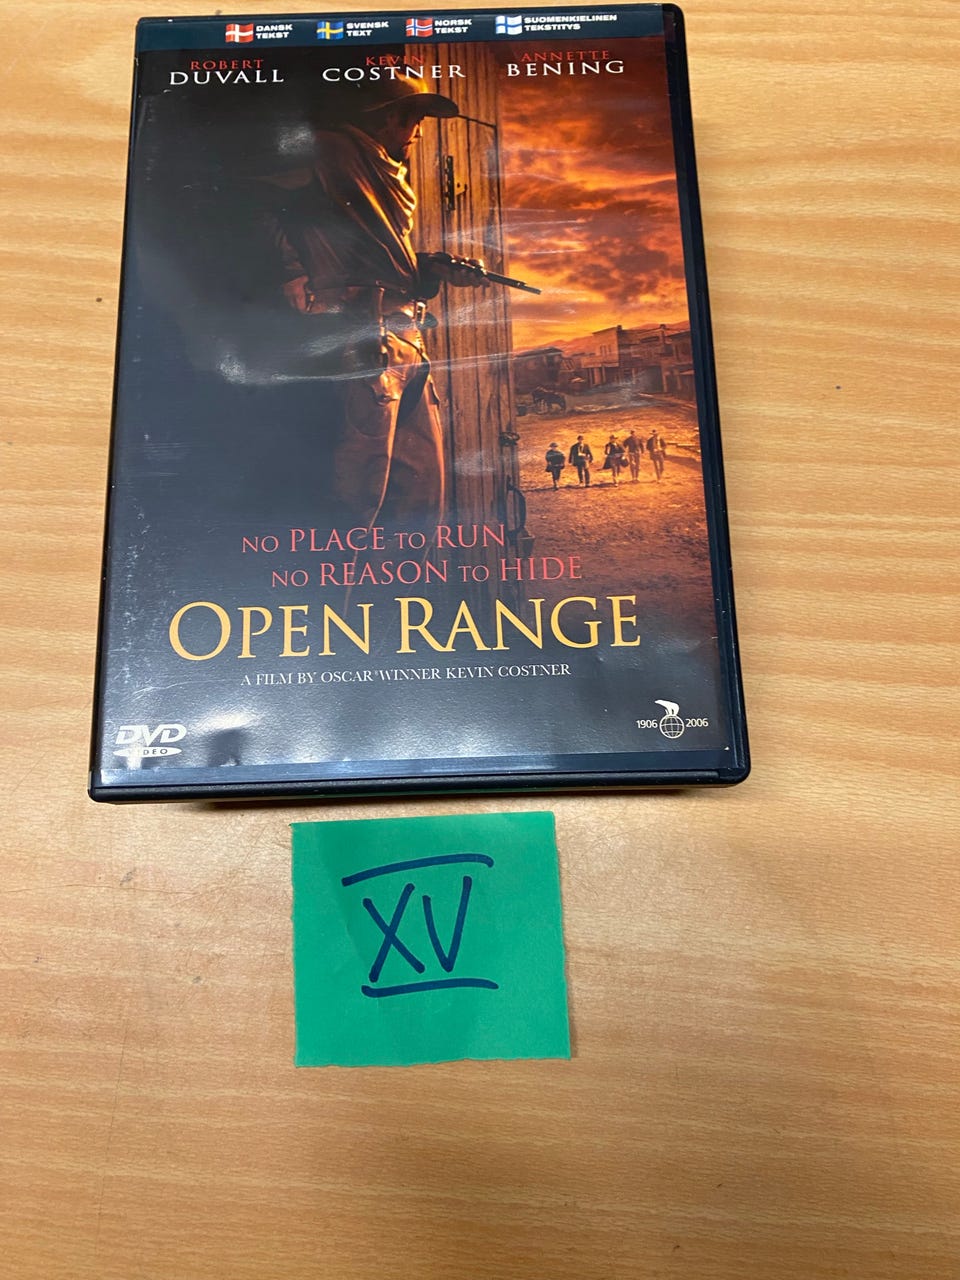 DANSK TEKST
SVENSK TEXT
NORSK TEKST
SUOMENKIELINEN TEKSTITYS
ROBERT DUVALL
KEVIN COSTNER
ANNETTE BENING
NO PLACE TO RUN
NO REASON TO HIDE
OPEN RANGE
A FILM BY OSCAR® WINNER KEVIN COSTNER
1906 2006
DVD
VIDEO
XV